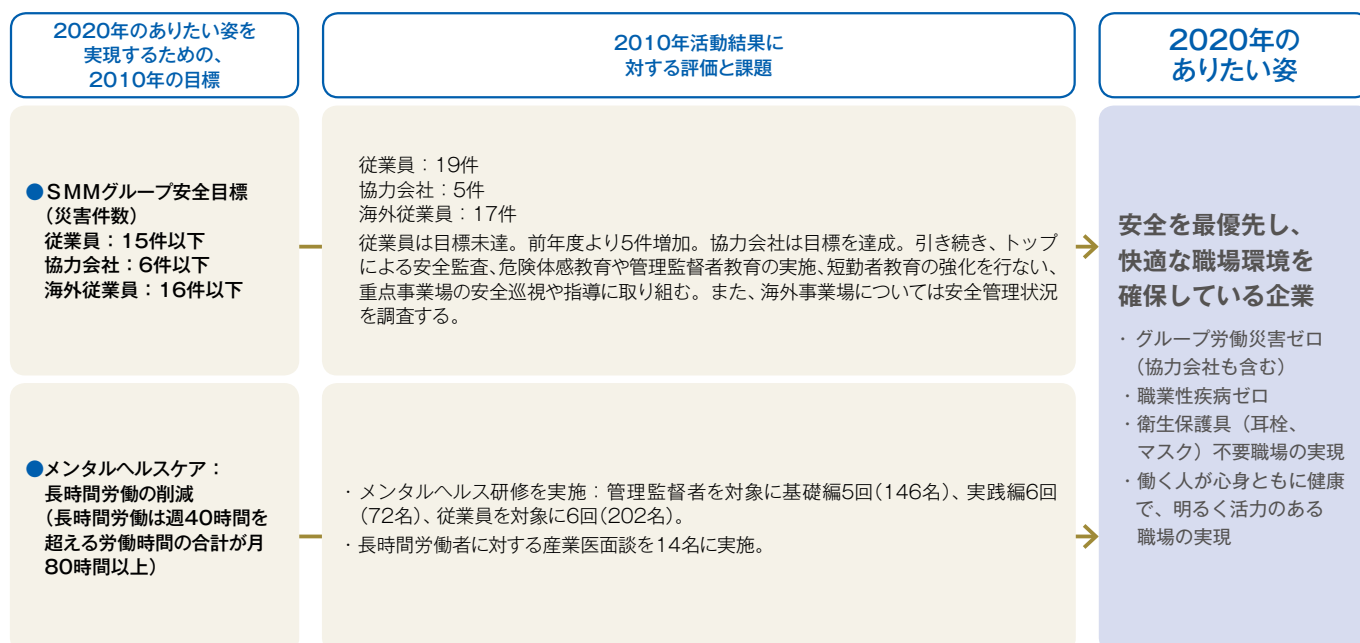 2020年のありたい姿を
実現するための、
2010年の目標
2010年活動結果に
対する評価と課題
2020年の
ありたい姿
●SMMグループ安全目標
（災害件数）
従業員：15件以下
協力会社：6件以下
海外従業員：16件以下
従業員：19件
協力会社：5件
海外従業員：17件
従業員は目標未達。前年度より5件増加。協力会社は目標を達成。引き続き、トップ
による安全監査、危険体感教育や管理監督者教育の実施、短勤者教育の強化を行ない、
重点事業場の安全巡視や指導に取り組む。また、海外事業場については安全管理状況
を調査する。
●メンタルヘルスケア：
長時間労働の削減
（長時間労働は週40時間を
超える労働時間の合計が月
80時間以上）
・メンタルヘルス研修を実施：管理監督者を対象に基礎編5回（146名）、実践編6回
（72名）、従業員を対象に6回（202名）。
・長時間労働者に対する産業医面談を14名に実施。
安全を最優先し、
快適な職場環境を
確保している企業
・グループ労働災害ゼロ
（協力会社も含む）
・職業性疾病ゼロ
・衛生保護具（耳栓、
マスク）不要職場の実現
・働く人が心身ともに健康
で、明るく活力のある
職場の実現